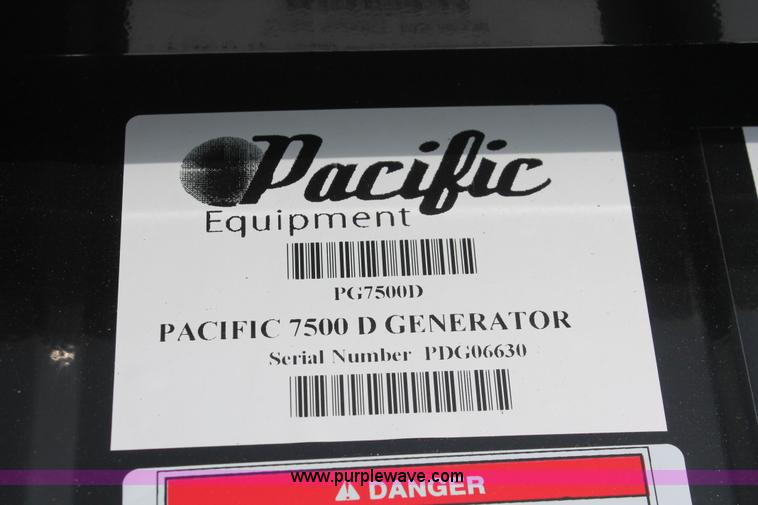 Pacific
Equipment
PG7500D
PACIFIC 7500 D GENERATOR
Serial Number PDG06630
www.purplewave.com
DANGER